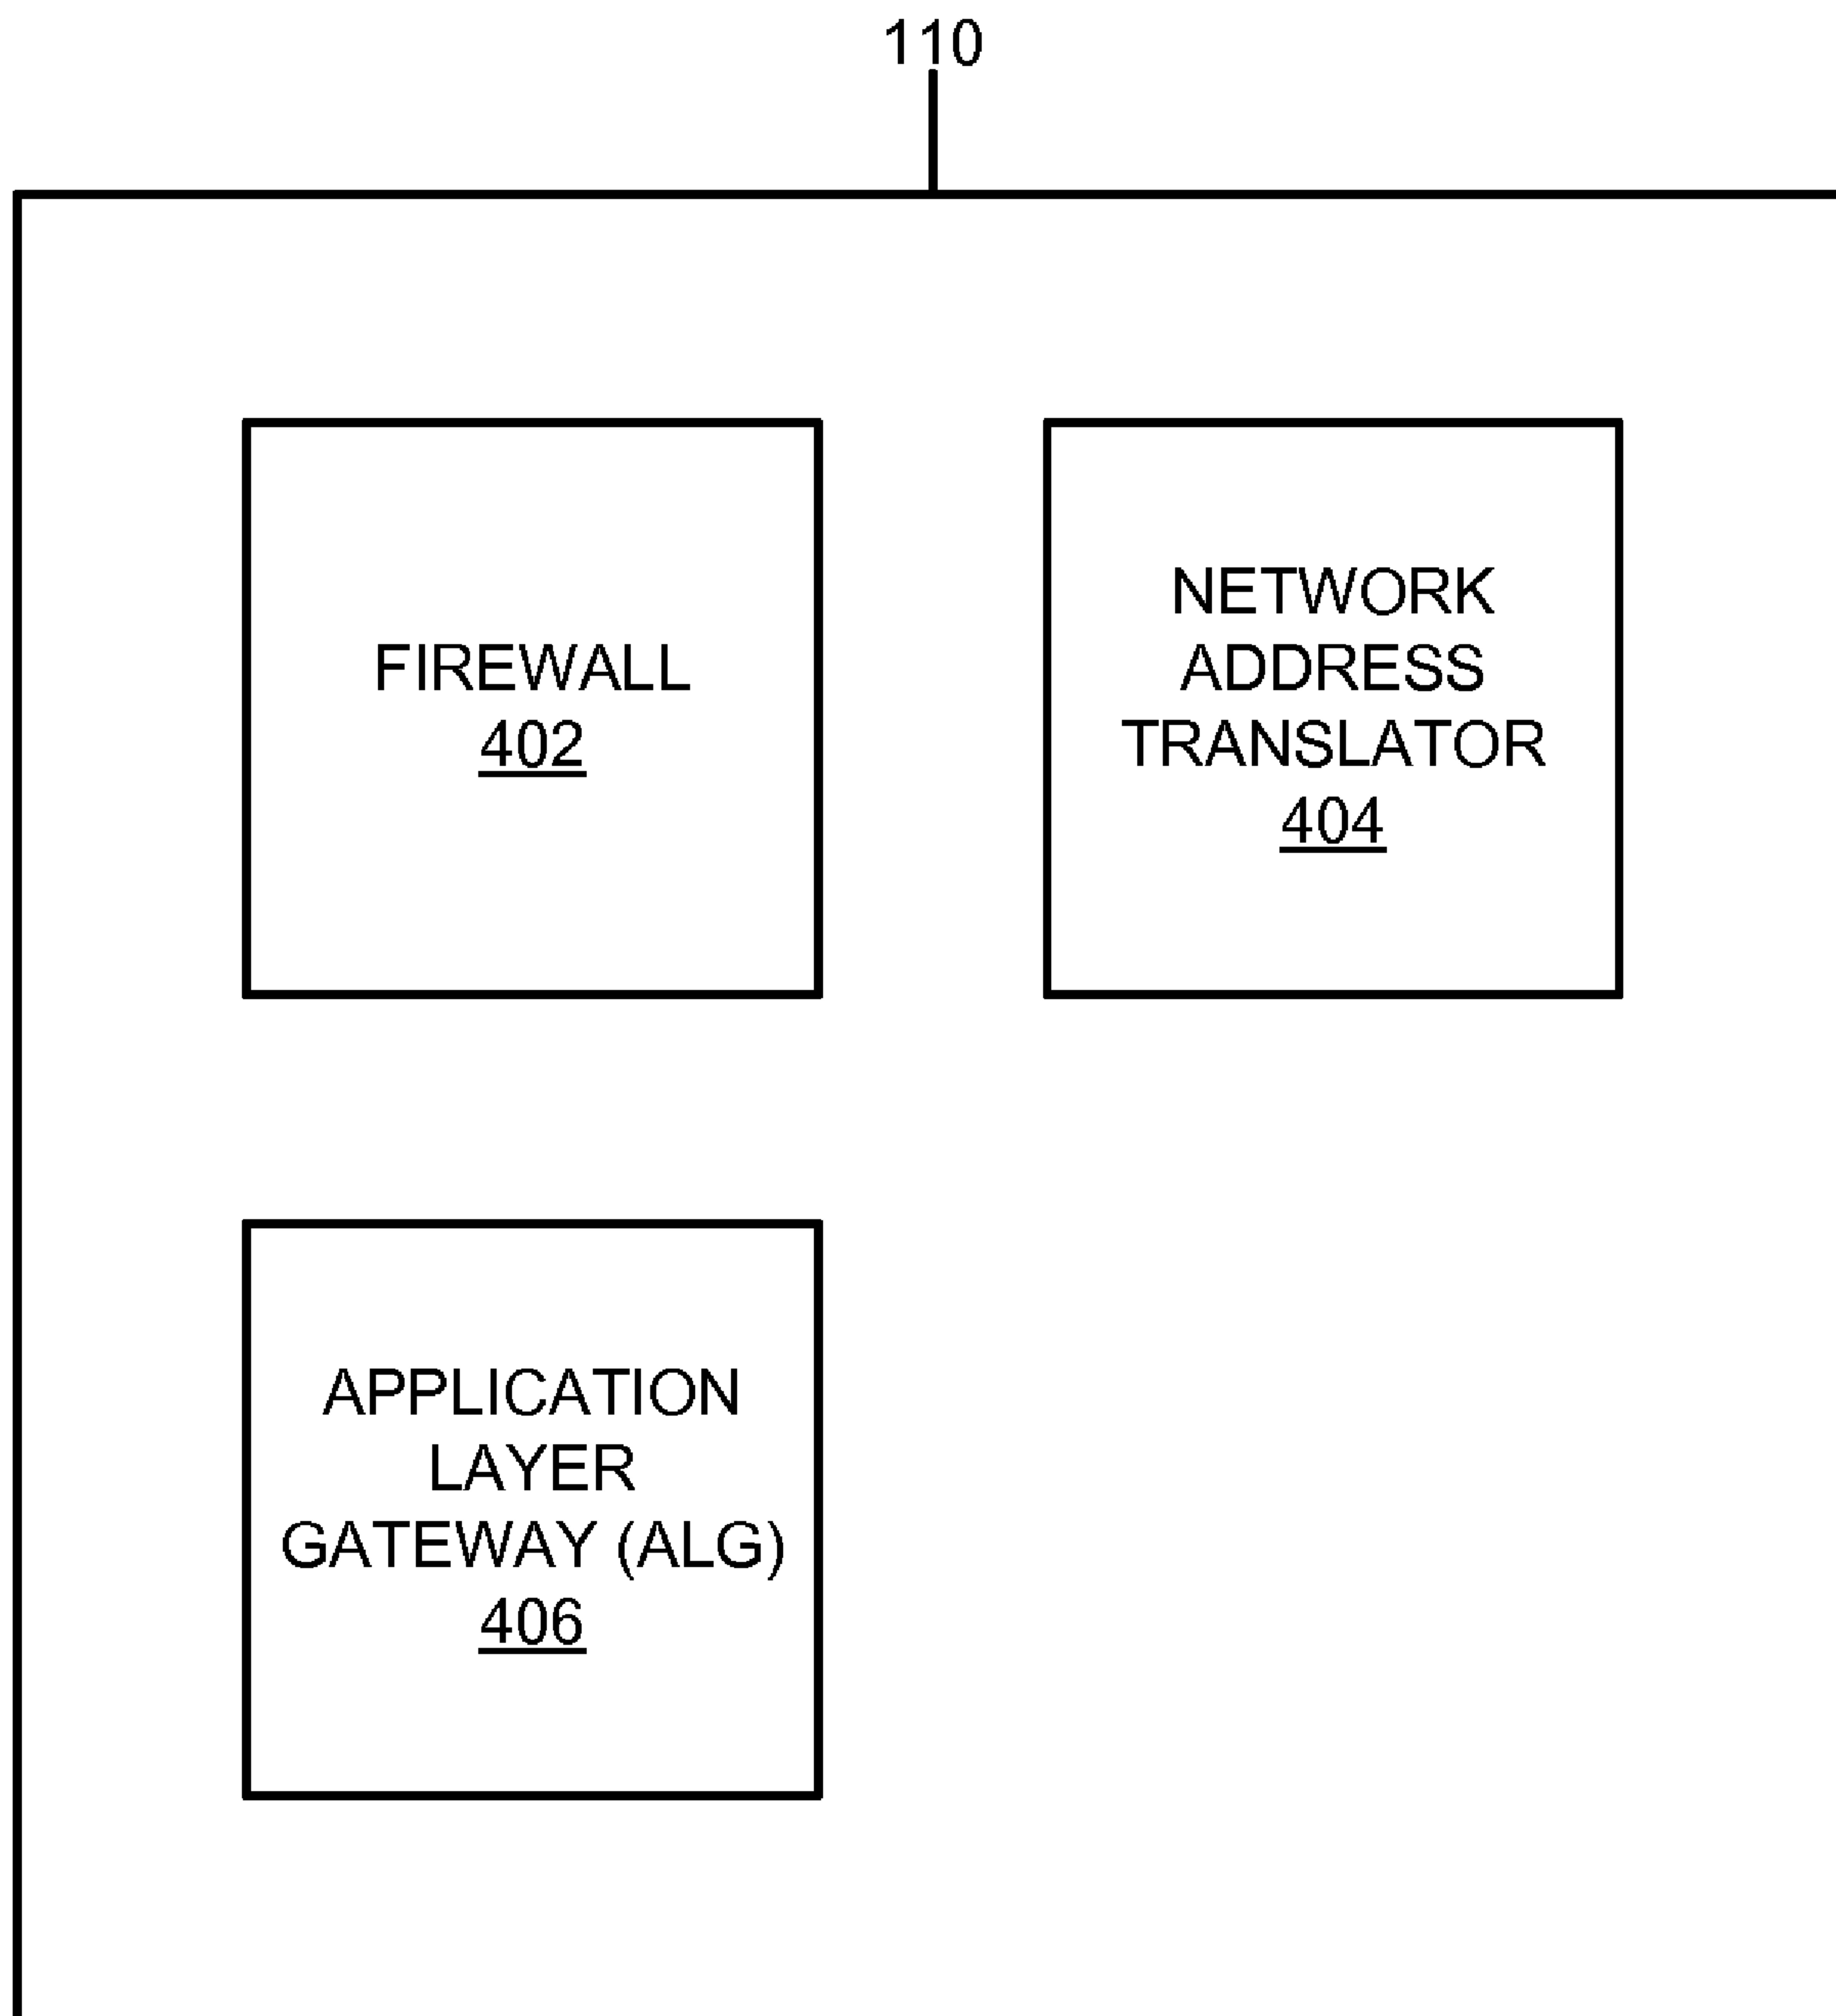 110
FIREWALL
402
NETWORK
ADDRESS
TRANSLATOR
404
APPLICATION
LAYER
GATEWAY (ALG)
406